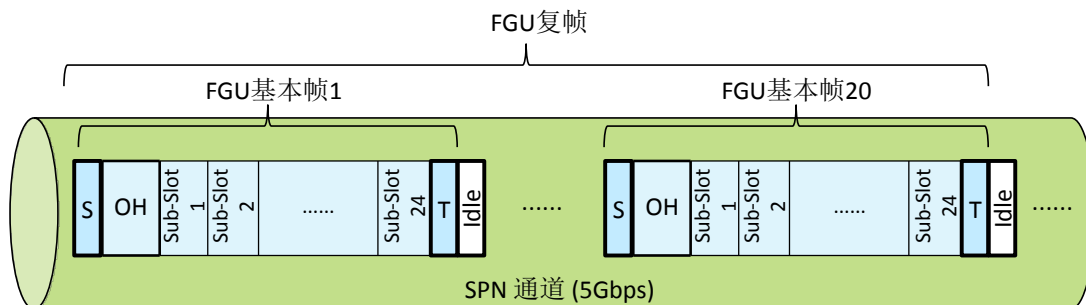 FGU复帧
FGU基本帧1
FGU基本帧20
S
OH
Sub-Slot 1
Sub-Slot 2
......
Sub-Slot 24
T
Idle
......
S
OH
Sub-Slot 1
Sub-Slot 2
......
Sub-Slot 24
T
Idle
......
SPN 通道 (5Gbps)